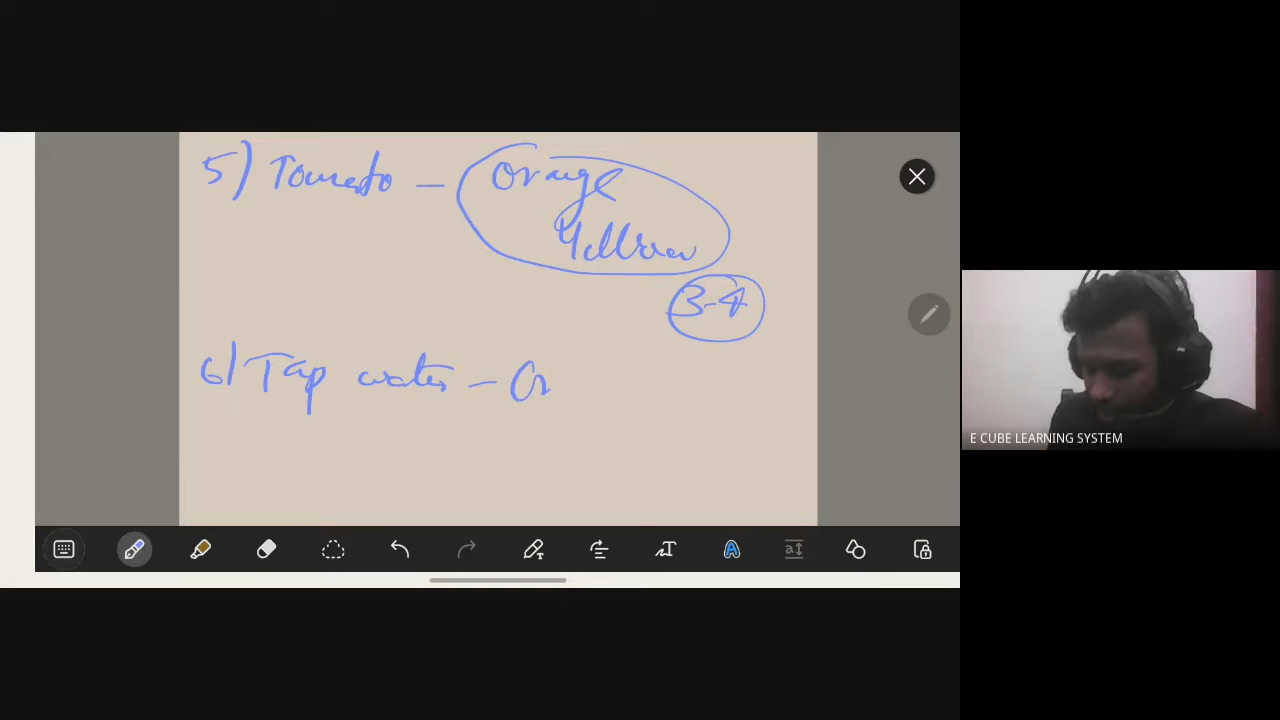 5) Tomato - Orange
Yellow
3-4
6) Tap water - Or
E CUBE LEARNING SYSTEM